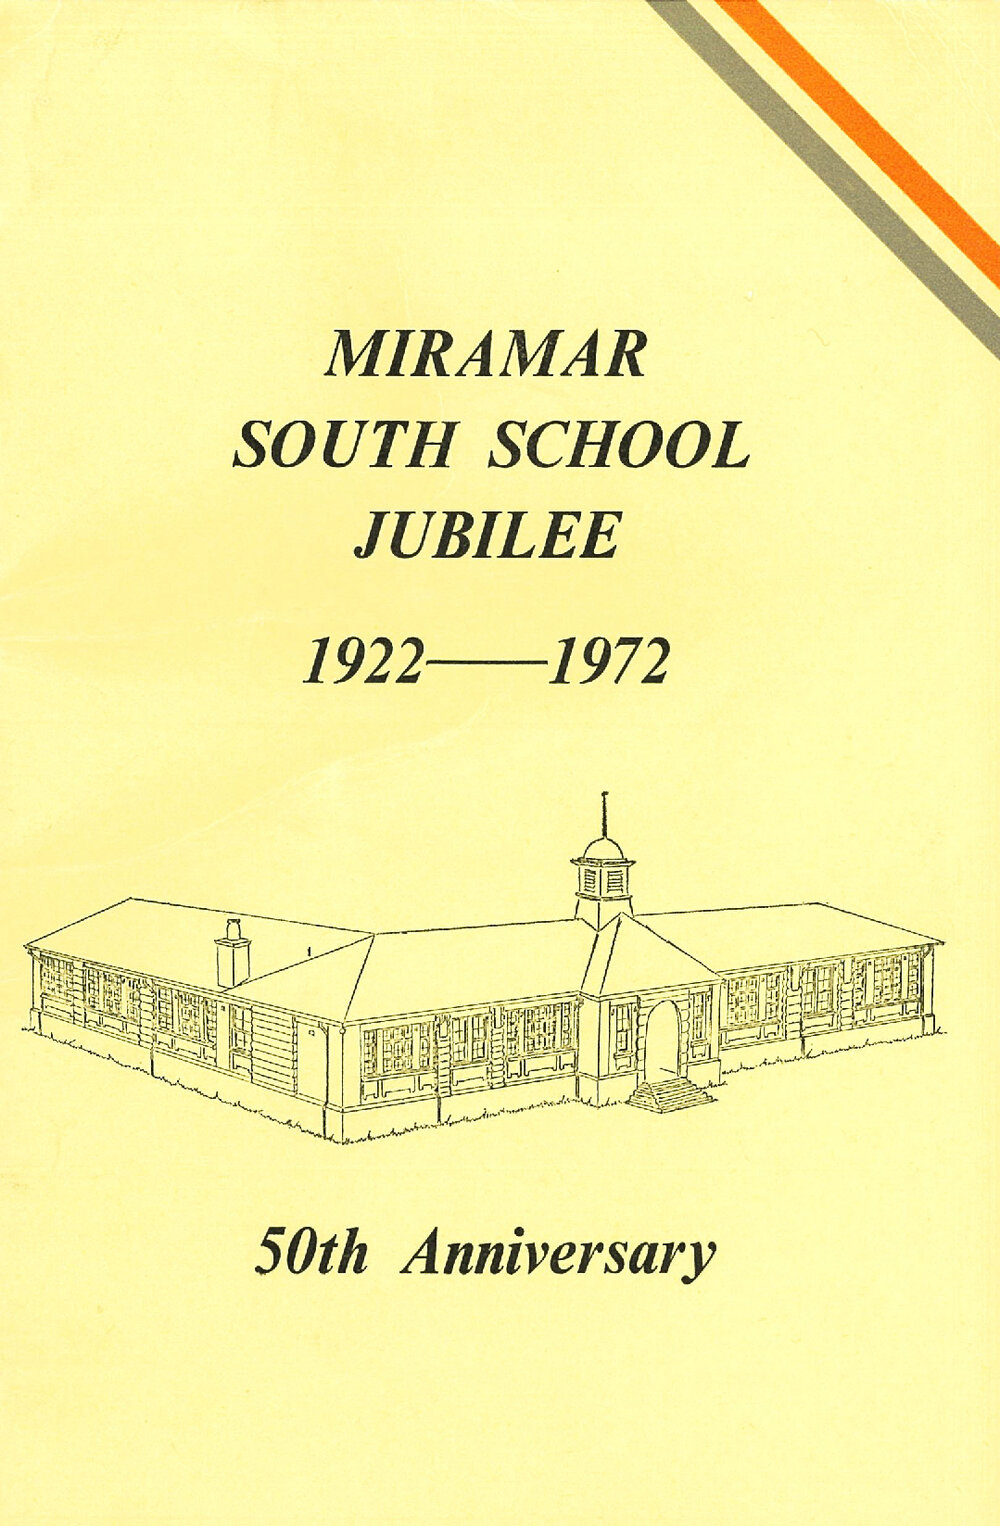 MIRAMAR
SOUTH SCHOOL
JUBILEE
1922——1972
50th Anniversary